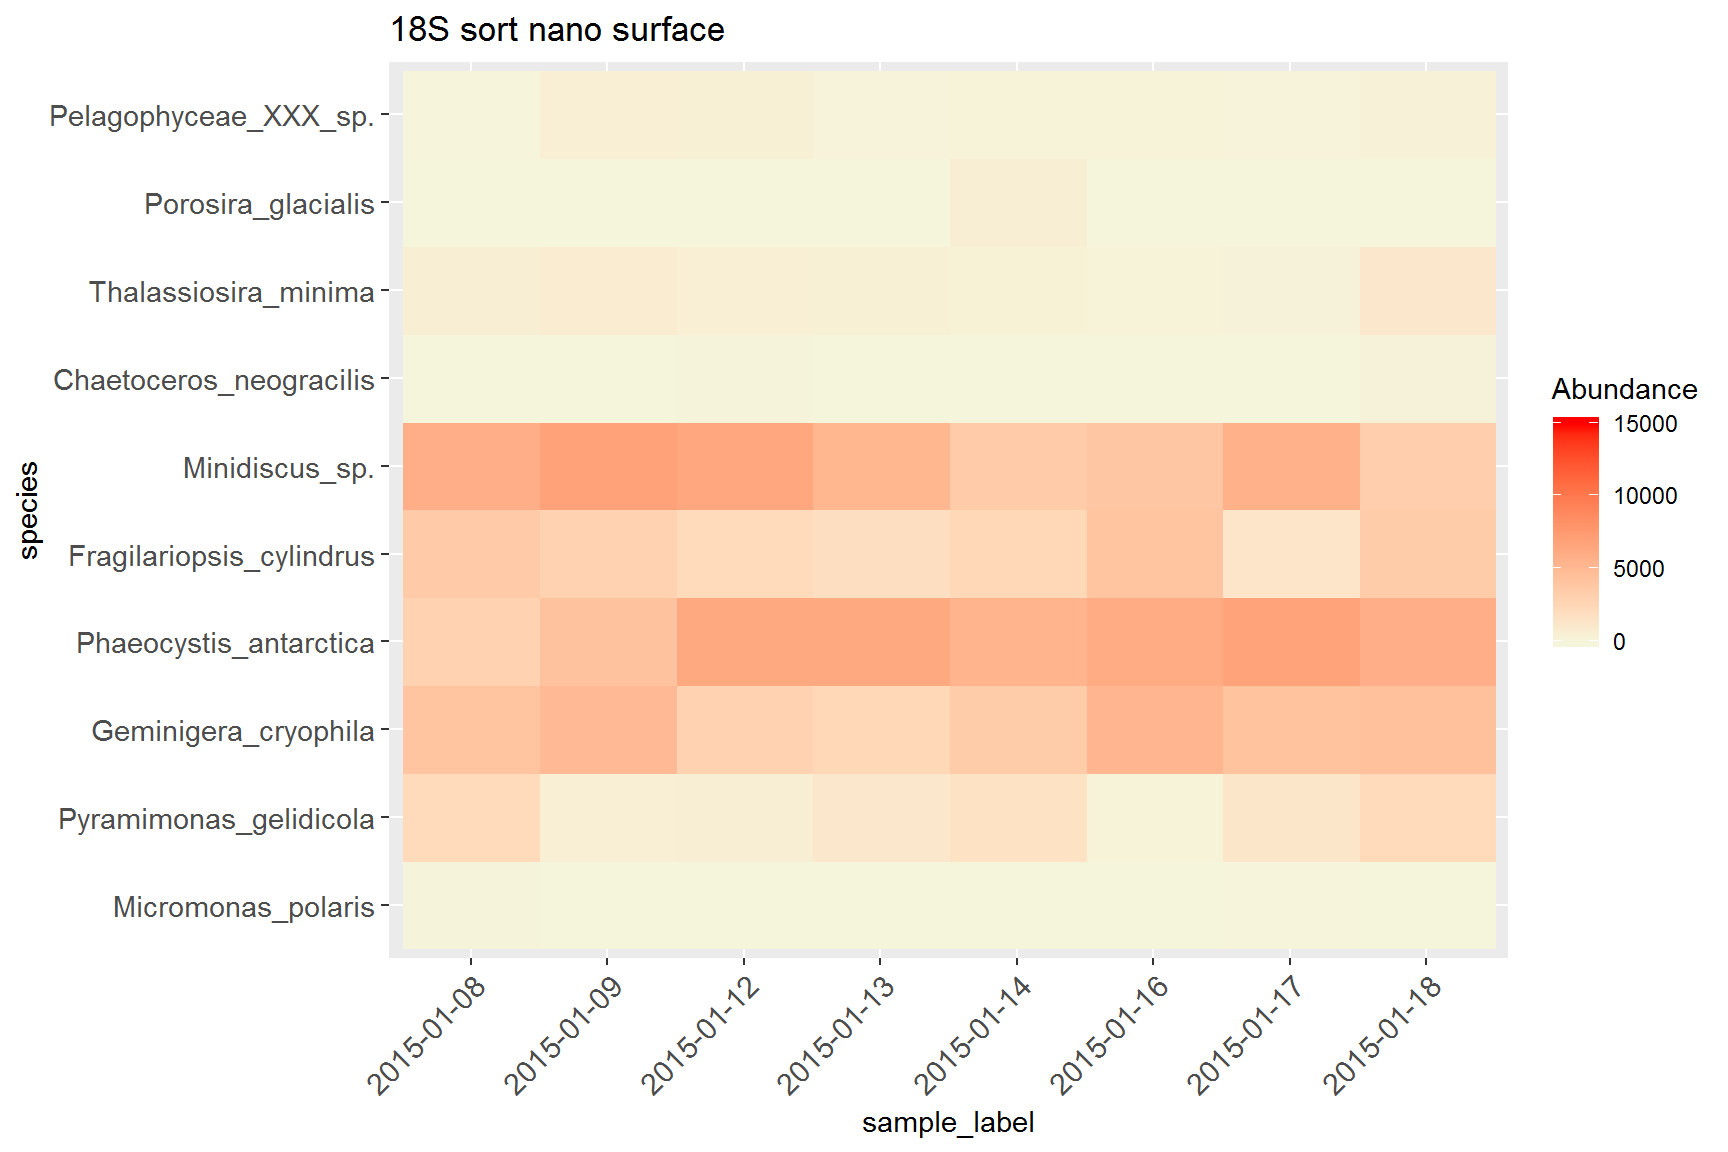 18S sort nano surface
Pelagophyceae_XXX_sp.
Porosira_glacialis
Thalassiosira_minima
Chaetoceros_neogracilis
Minidiscus_sp.
Fragilariopsis_cylindrus
Phaeocystis_antarctica
Geminigera_cryophila
Pyramimonas_gelidicola
Micromonas_polaris
species
2015-01-08
2015-01-09
2015-01-12
2015-01-13
2015-01-14
2015-01-16
2015-01-17
2015-01-18
sample_label
Abundance
15000
10000
5000
0